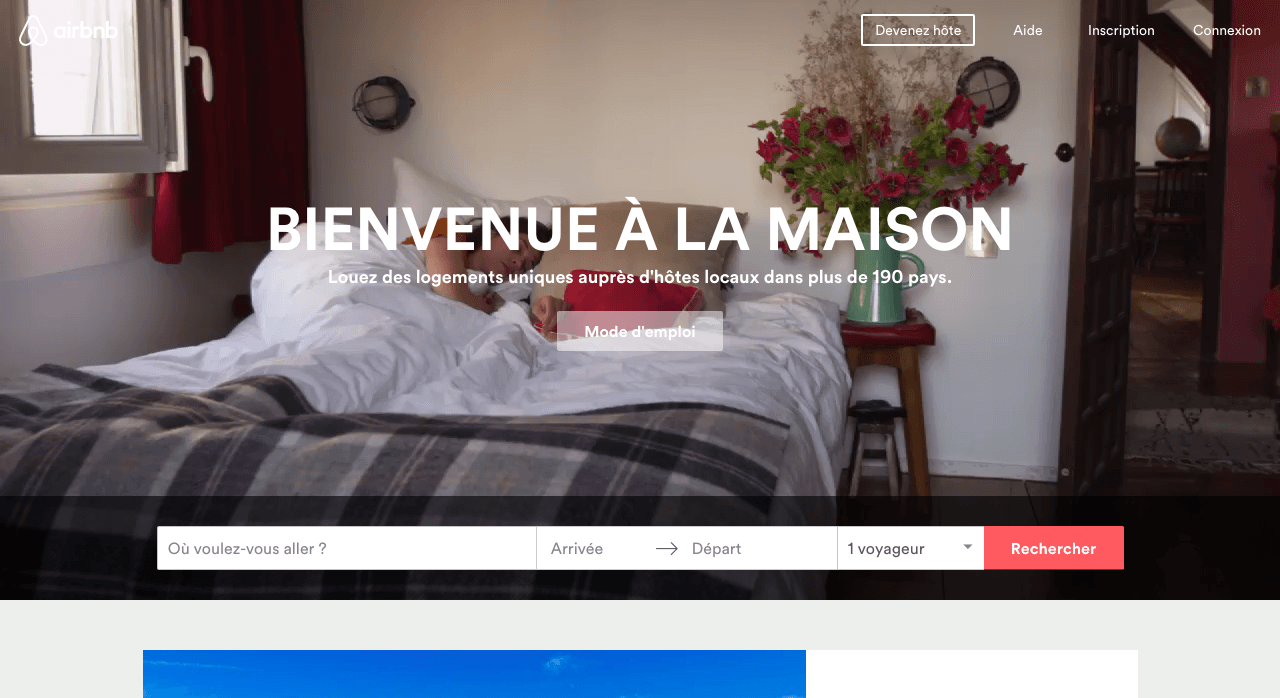 airbnb
Devenez hôte
Aide
Inscription
Connexion
BIENVENUE À LA MAISON
Louez des logements uniques auprès d'hôtes locaux dans plus de 190 pays.
Mode d'emploi
Où voulez-vous aller ?
Arrivée
Départ
1 voyageur
Rechercher